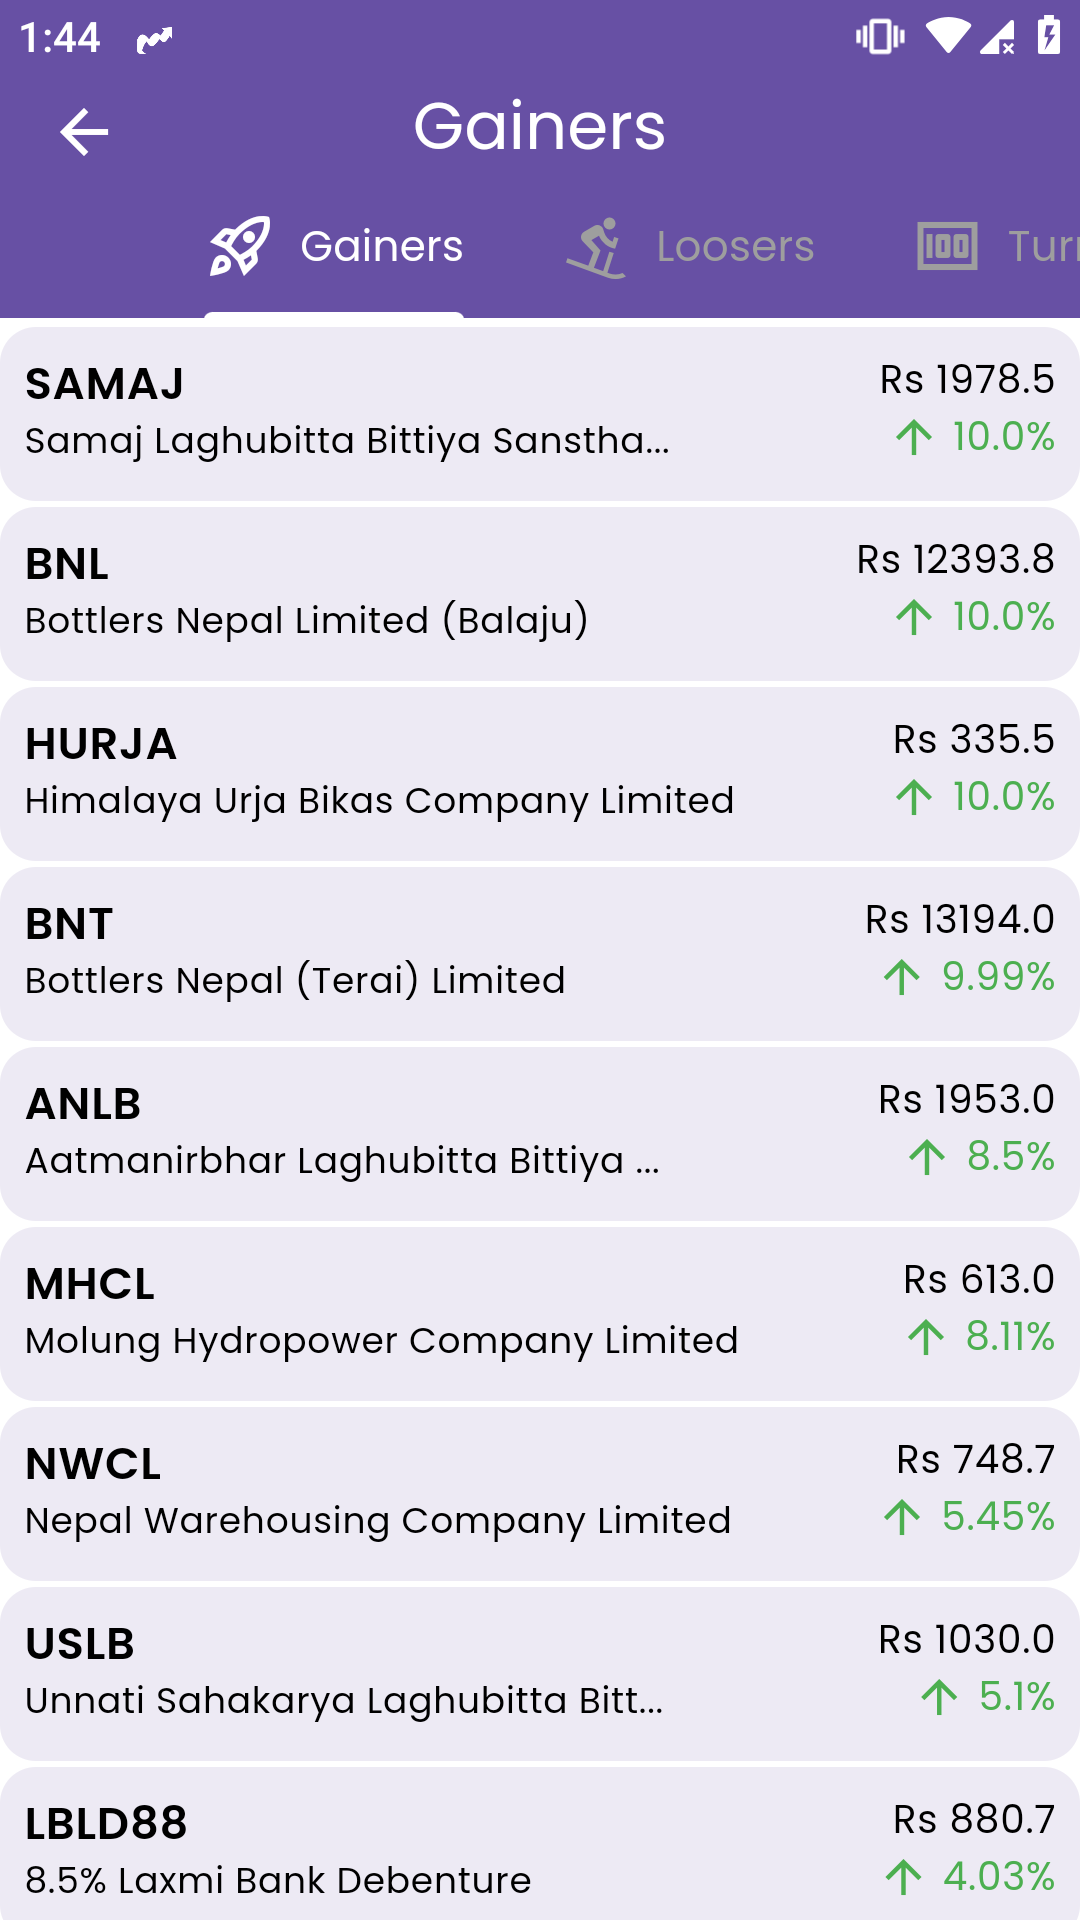 1:44
Gainers
Gainers Loosers Turn
SAMAJ Rs 1978.5
Samaj Laghubitta Bittiya Sanstha... 10.0%
BNL Rs 12393.8
Bottlers Nepal Limited (Balaju) 10.0%
HURJA Rs 335.5
Himalaya Urja Bikas Company Limited 10.0%
BNT Rs 13194.0
Bottlers Nepal (Terai) Limited 9.99%
ANLB Rs 1953.0
Aatmanirbhar Laghubitta Bittiya ... 8.5%
MHCL Rs 613.0
Molung Hydropower Company Limited 8.11%
NWCL Rs 748.7
Nepal Warehousing Company Limited 5.45%
USLB Rs 1030.0
Unnati Sahakarya Laghubitta Bitt... 5.1%
LBLD88 Rs 880.7
8.5% Laxmi Bank Debenture 4.03%